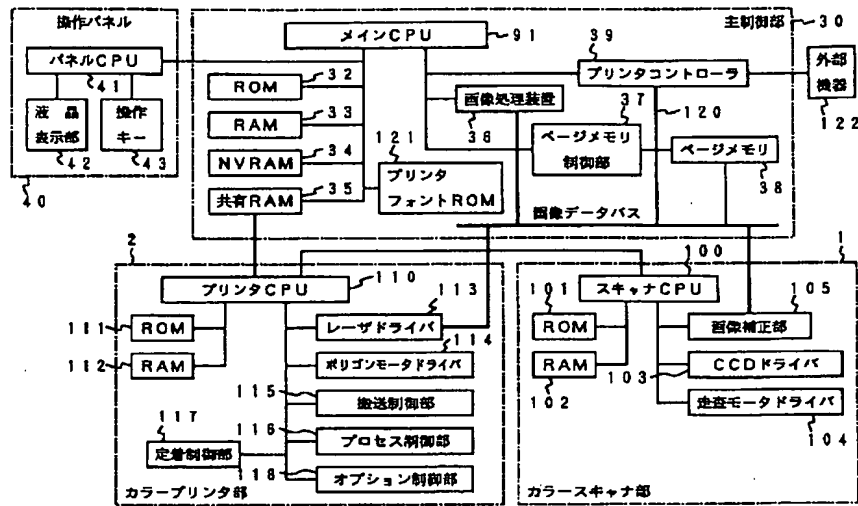 操作パネル
パネルCPU
41
液晶
表示部
42
操作
キー
43
40
主制御部
30
メインCPU
91
39
プリンタコントローラ
外部
機器
122
ROM
32
RAM
33
NVRAM
34
共有RAM
35
画像処理装置
36
37
ページメモリ
制御部
120
ページメモリ
38
121
プリンタ
フォントROM
画像データバス
2
プリンタCPU
110
111
ROM
112
RAM
113
レーザドライバ
114
ポリゴンモータドライバ
115
搬送制御部
116
プロセス制御部
117
定着制御部
118
オプション制御部
カラープリンタ部
1
100
スキャナCPU
101
ROM
RAM
102
105
画像補正部
CCDドライバ
103
走査モータドライバ
104
カラースキャナ部